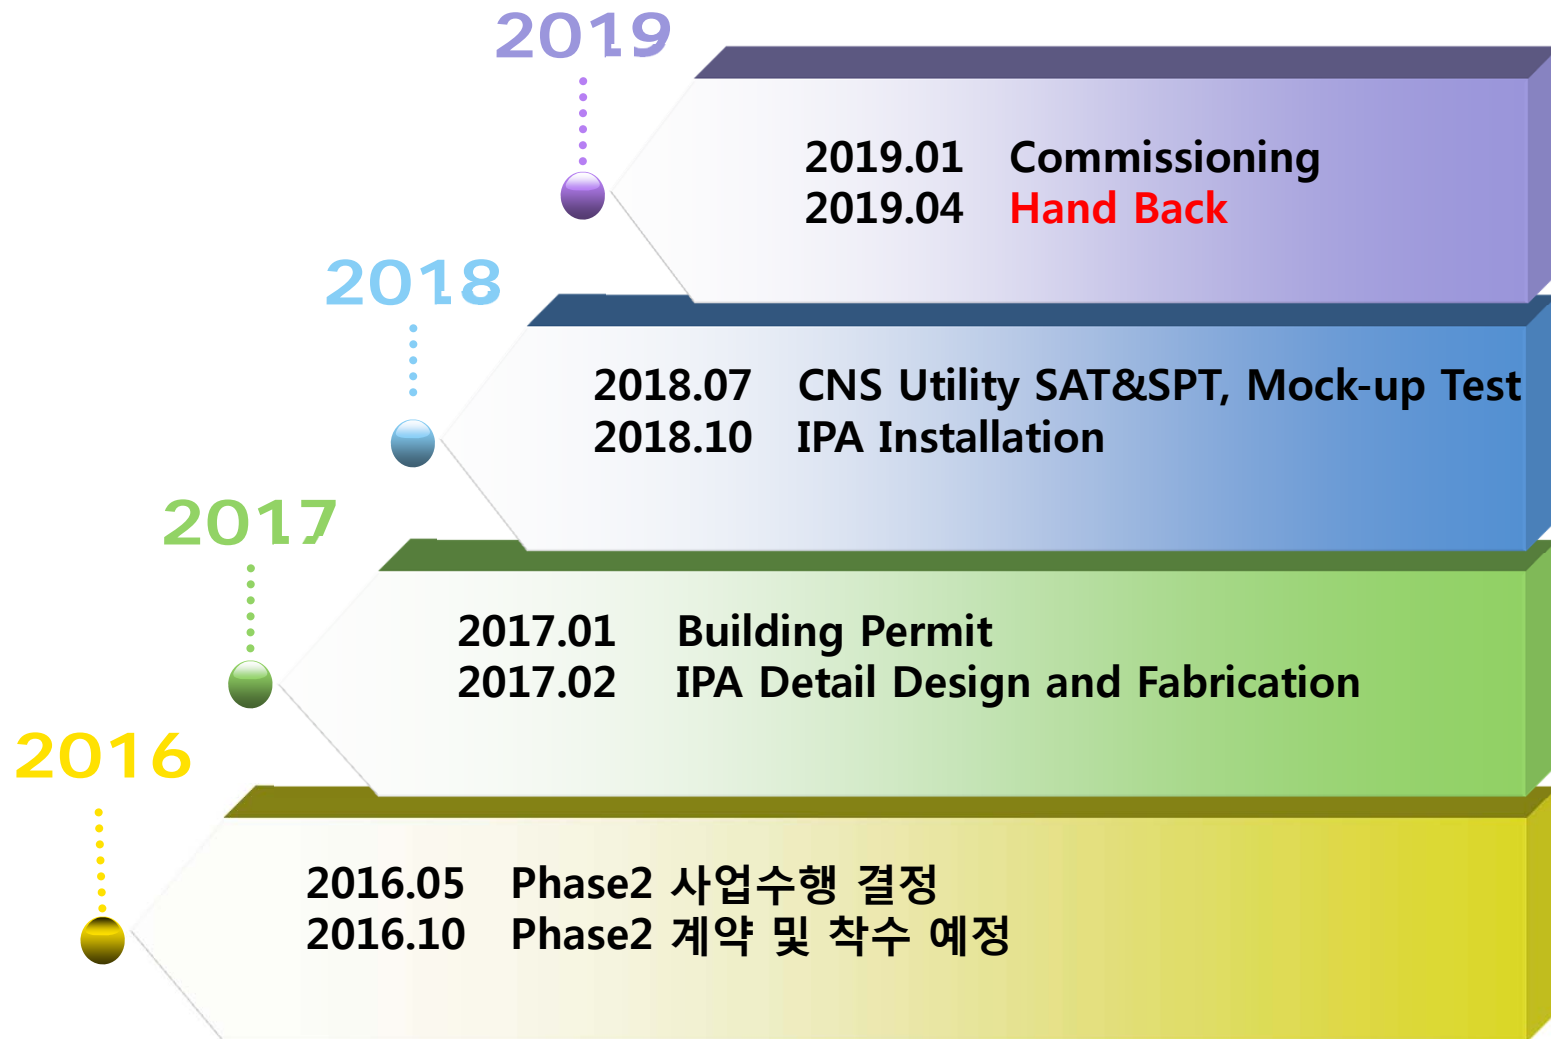 2019
2019.01 Commissioning
2019.04 Hand Back
2018
2018.07 CNS Utility SAT&SPT, Mock-up Test
2018.10 IPA Installation
2017
2017.01 Building Permit
2017.02 IPA Detail Design and Fabrication
2016
2016.05 Phase2 사업수행 결정
2016.10 Phase2 계약 및 착수 예정